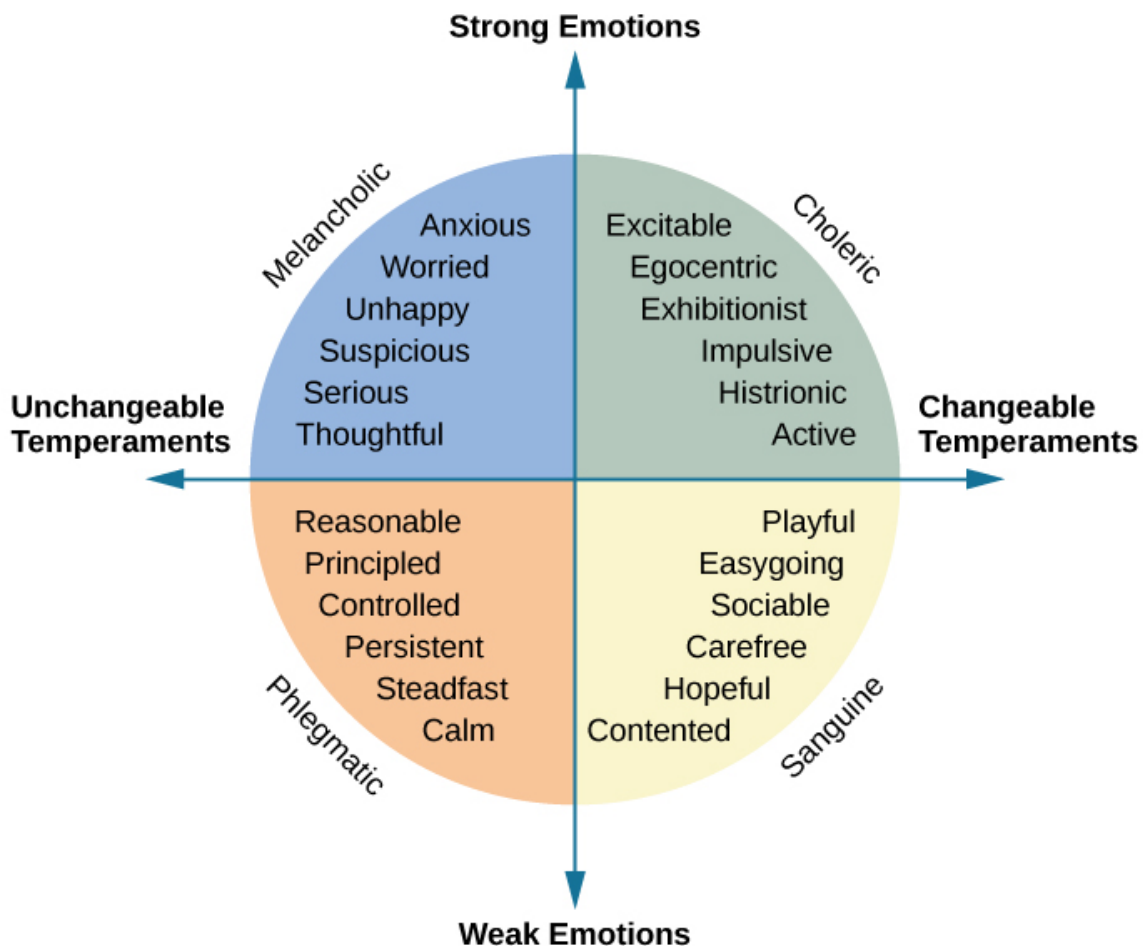 Strong Emotions
Melancholic
Anxious
Worried
Unhappy
Suspicious
Serious
Thoughtful
Choleric
Excitable
Egocentric
Exhibitionist
Impulsive
Histrionic
Active
Unchangeable
Temperaments
Changeable
Temperaments
Reasonable
Principled
Controlled
Persistent
Steadfast
Calm
Phlegmatic
Playful
Easygoing
Sociable
Carefree
Hopeful
Contented
Sanguine
Weak Emotions